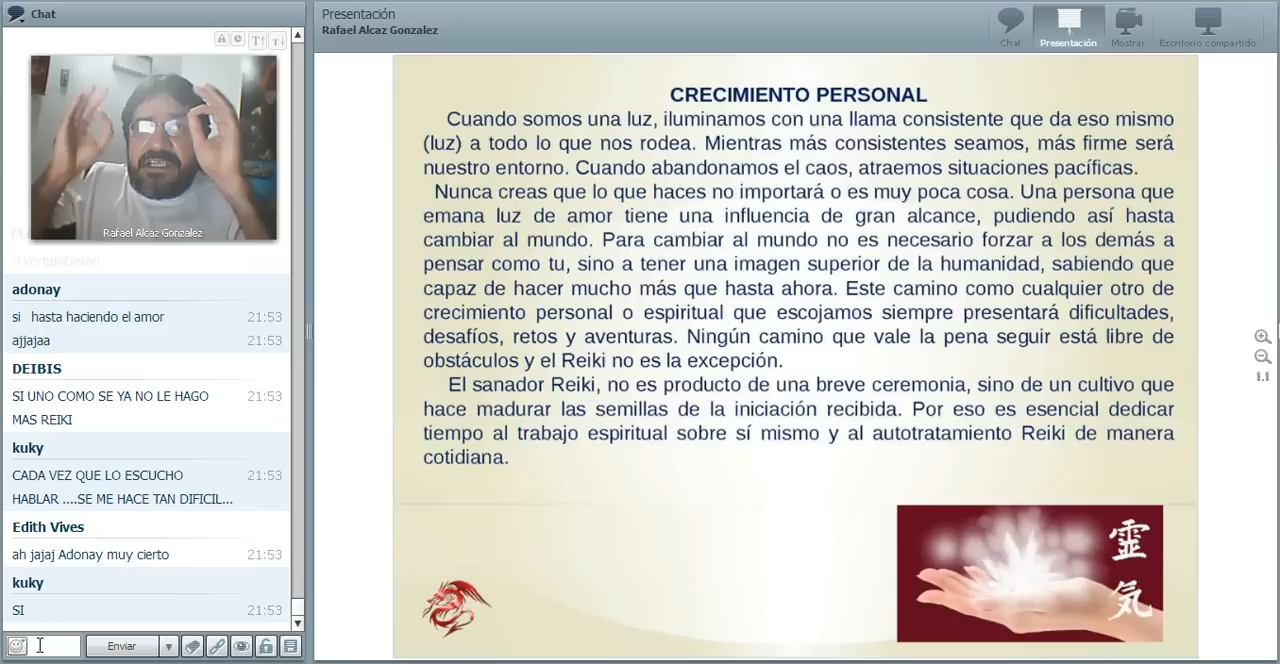 Chat
Rafael Alcaz Gonzalez
adonay
si hasta haciendo el amor 21:53
ajjajaa 21:53
DEIBIS
SI UNO COMO SE YA NO LE HAGO 21:53
MAS REIKI
kuky
CADA VEZ QUE LO ESCUCHO 21:53
HABLAR ....SE ME HACE TAN DIFICIL...
Edith Vives
ah jajaj Adonay muy cierto 21:53
kuky
SI 21:53
Enviar
Presentación
Rafael Alcaz Gonzalez
Chat
Presentación
Mostrar
Escritorio compartido
CRECIMIENTO PERSONAL
Cuando somos una luz, iluminamos con una llama consistente que da eso mismo
(luz) a todo lo que nos rodea. Mientras más consistentes seamos, más firme será
nuestro entorno. Cuando abandonamos el caos, atraemos situaciones pacíficas.
Nunca creas que lo que haces no importará o es muy poca cosa. Una persona que
emana luz de amor tiene una influencia de gran alcance, pudiendo así hasta
cambiar al mundo. Para cambiar al mundo no es necesario forzar a los demás a
pensar como tu, sino a tener una imagen superior de la humanidad, sabiendo que
capaz de hacer mucho más que hasta ahora. Este camino como cualquier otro de
crecimiento personal o espiritual que escojamos siempre presentará dificultades,
desafíos, retos y aventuras. Ningún camino que vale la pena seguir está libre de
obstáculos y el Reiki no es la excepción.
El sanador Reiki, no es producto de una breve ceremonia, sino de un cultivo que
hace madurar las semillas de la iniciación recibida. Por eso es esencial dedicar
tiempo al trabajo espiritual sobre sí mismo y al autotratamiento Reiki de manera
cotidiana.
靈
気
1:1